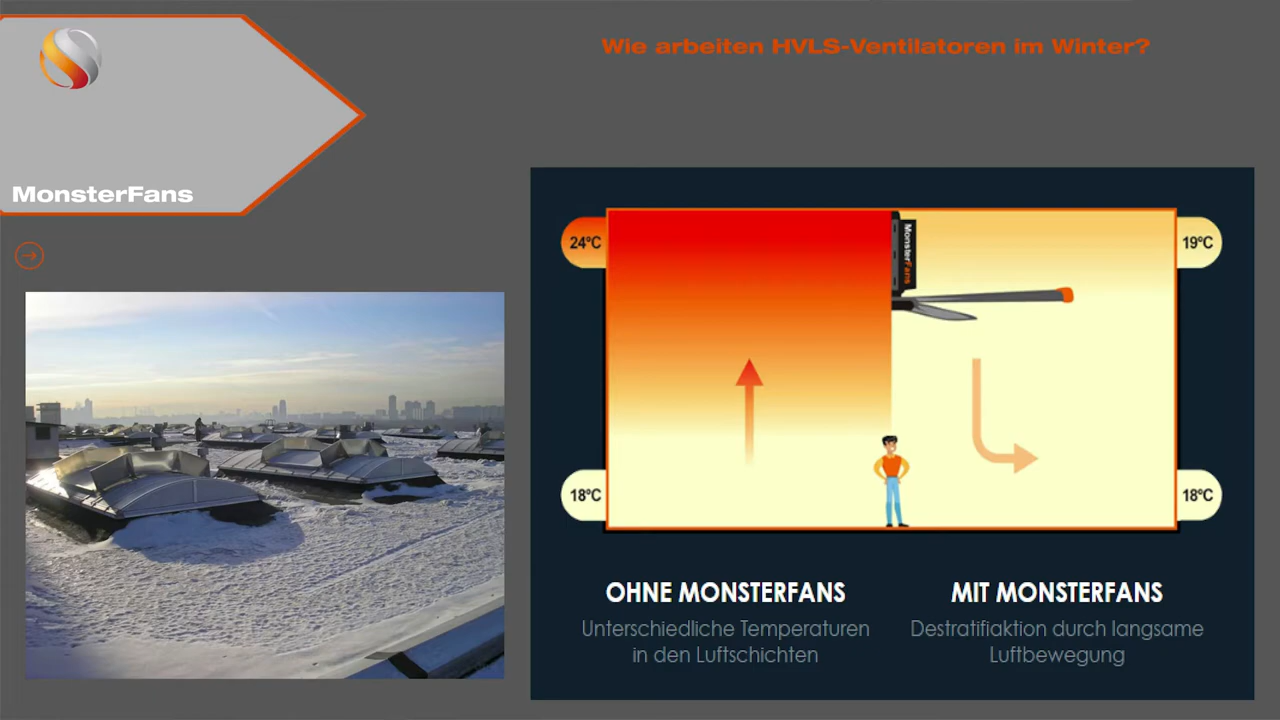 Wie arbeiten HVLS-Ventilatoren im Winter?
MonsterFans
24°C
MonsterFans
19°C
18°C
18°C
OHNE MONSTERFANS
Unterschiedliche Temperaturen
in den Luftschichten
MIT MONSTERFANS
Destratifiaktion durch langsame
Luftbewegung